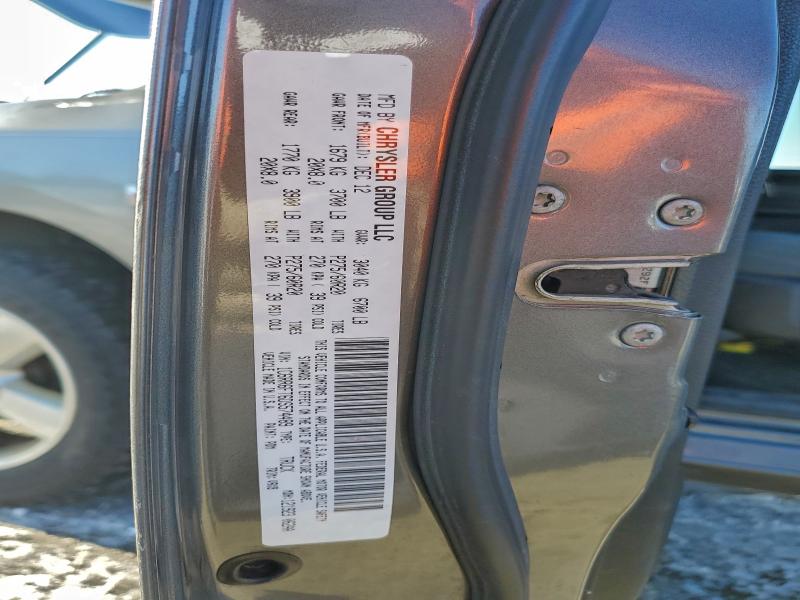 MFD BY CHRYSLER GROUP LLC
DATE OF MFR(BUILT): DEC 12 GVWR: 3040 KG 6700 LB
GAWR FRONT: 1679 KG 3700 LB WITH P275/60R20 TIRES
20X8.0 RIMS AT 270 KPA( 39 PSI) COLD
GAWR REAR: 1770 KG 3900 LB WITH P275/60R20 TIRES
20X8.0 RIMS AT 270 KPA( 39 PSI) COLD
THIS VEHICLE CONFORMS TO ALL APPLICABLE U.S.A. FEDERAL MOTOR VEHICLE SAFETY
STANDARDS IN EFFECT ON THE DATE OF MANUFACTURE SHOWN ABOVE.
VIN: TYPE: TRUCK
VEHICLE MADE IN U.S.A. PAINT: TRIM: